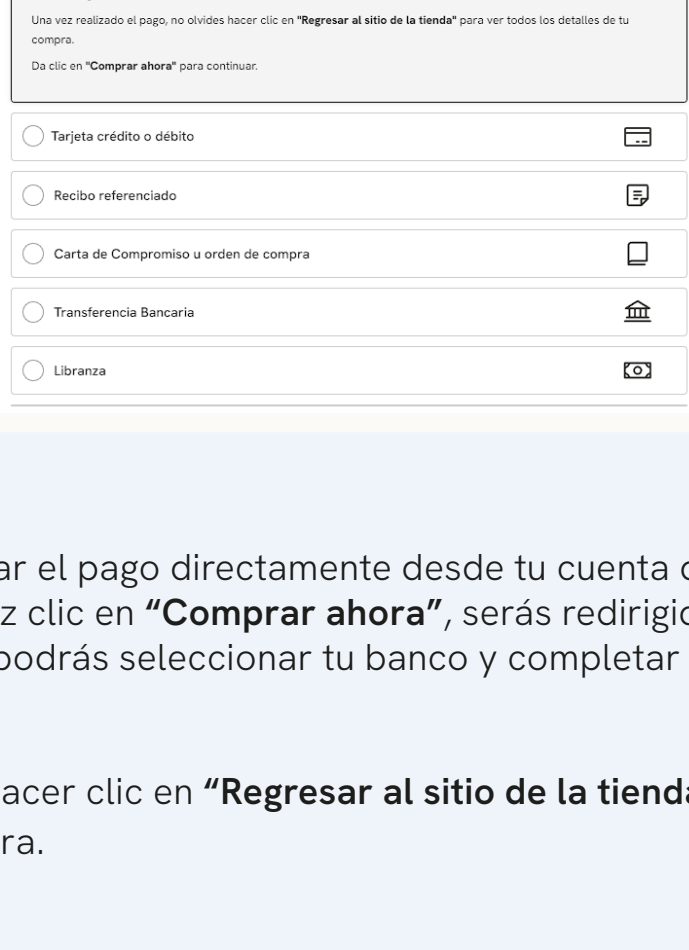 Una vez realizado el pago, no olvides hacer clic en "Regresar al sitio de la tienda" para ver todos los detalles de tu
compra.
Da clic en "Comprar ahora" para continuar.
Tarjeta crédito o débito
Recibo referenciado
Carta de Compromiso u orden de compra
Transferencia Bancaria
Libranza
ar el pago directamente desde tu cuenta
z clic en “Comprar ahora”, serás redirigi
podrás seleccionar tu banco y completar
acer clic en “Regresar al sitio de la tienda
ra.